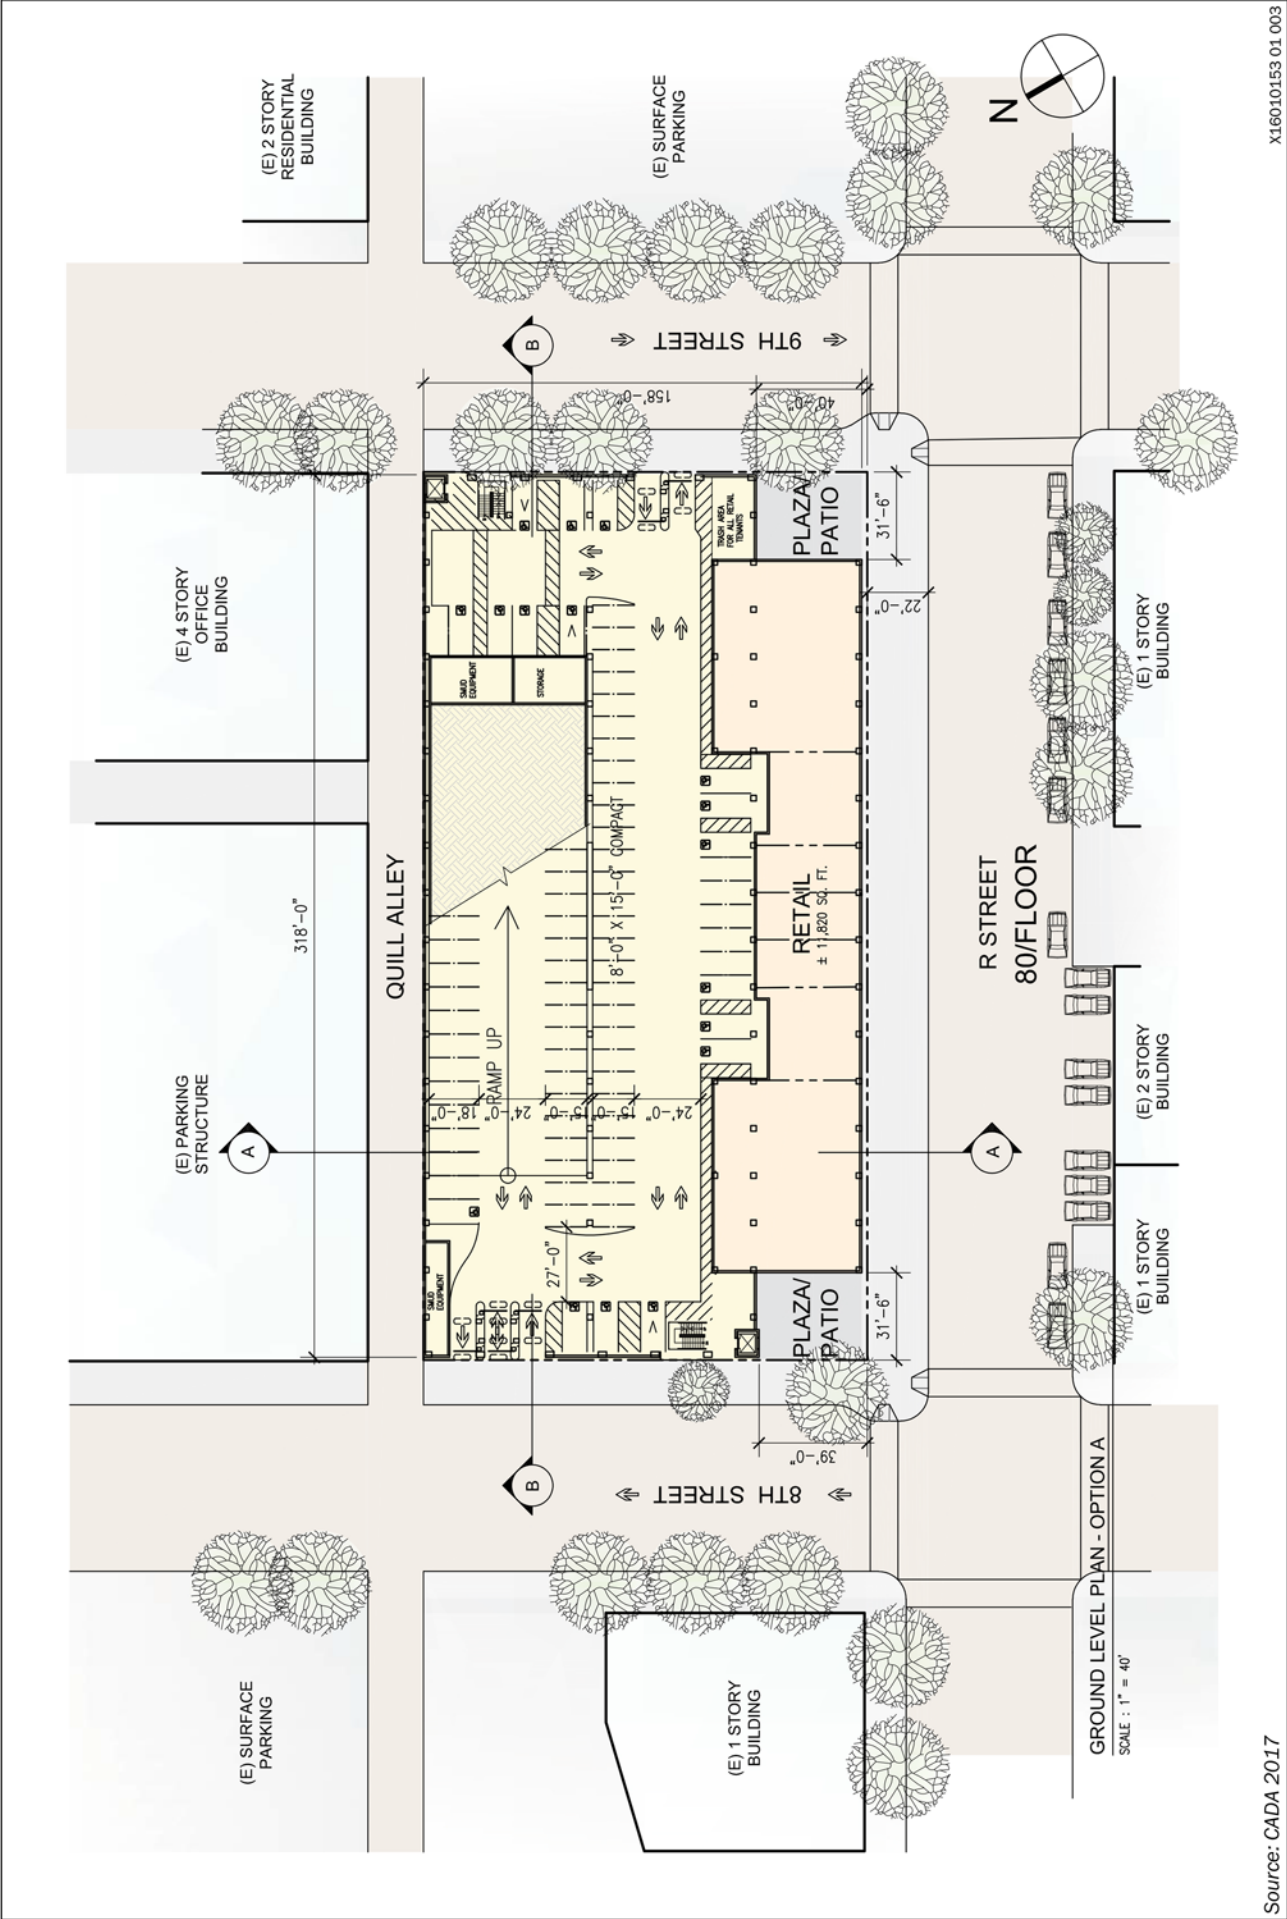 (E) 2 STORY
RESIDENTIAL
BUILDING
(E) SURFACE
PARKING
N
X16010153 01 003
B
9TH STREET
158'-0"
40'-0"
(E) 4 STORY
OFFICE
BUILDING
TRASH AREA
FOR ALL RETAIL
TENANTS
PLAZA/
PATIO
31'-6"
22'-0"
SMUD
EQUIPMENT
STORAGE
(E) 1 STORY
BUILDING
318'-0"
QUILL ALLEY
8'-0" X 15'-0" COMPACT
RETAIL
± 11,820 SQ. FT.
R STREET
80/FLOOR
RAMP UP
18'-0"
24'-0"
15'-0"
15'-0"
24'-0"
(E) PARKING
STRUCTURE
A
A
(E) 2 STORY
BUILDING
SMUD
EQUIPMENT
27'-0"
PLAZA/
PATIO
31'-6"
(E) 1 STORY
BUILDING
39'-0"
B
8TH STREET
(E) SURFACE
PARKING
(E) 1 STORY
BUILDING
GROUND LEVEL PLAN - OPTION A
SCALE : 1" = 40'
Source: CADA 2017